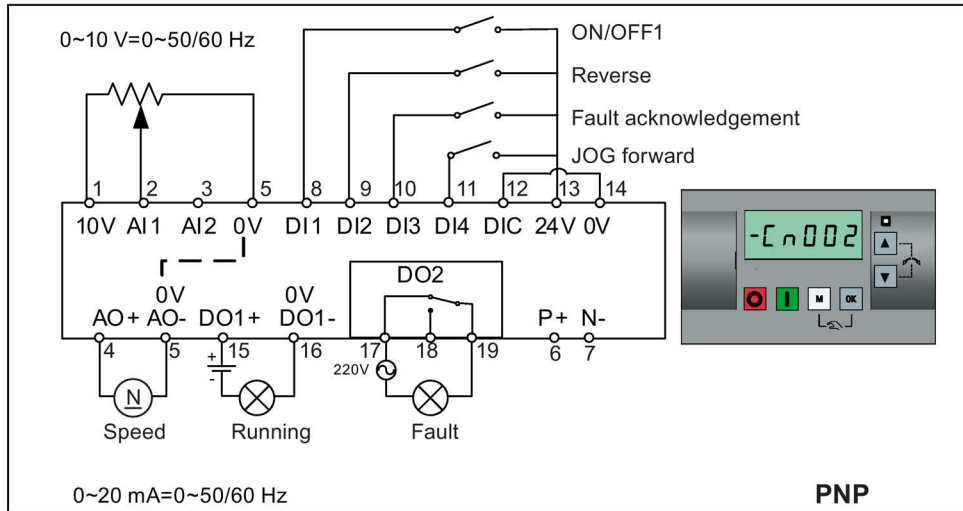 0~10 V=0~50/60 Hz
ON/OFF1
Reverse
Fault acknowledgement
JOG forward
1 2 3 5 8 9 10 11 12 13 14
10V AI1 AI2 0V DI1 DI2 DI3 DI4 DIC 24V 0V
-Cn002
DO2
0V 0V
AO+ AO- DO1+ DO1- P+ N-
4 5 15 16 17 18 19 6 7
+
-
220V
N
M OK
Speed Running Fault
0~20 mA=0~50/60 Hz
PNP